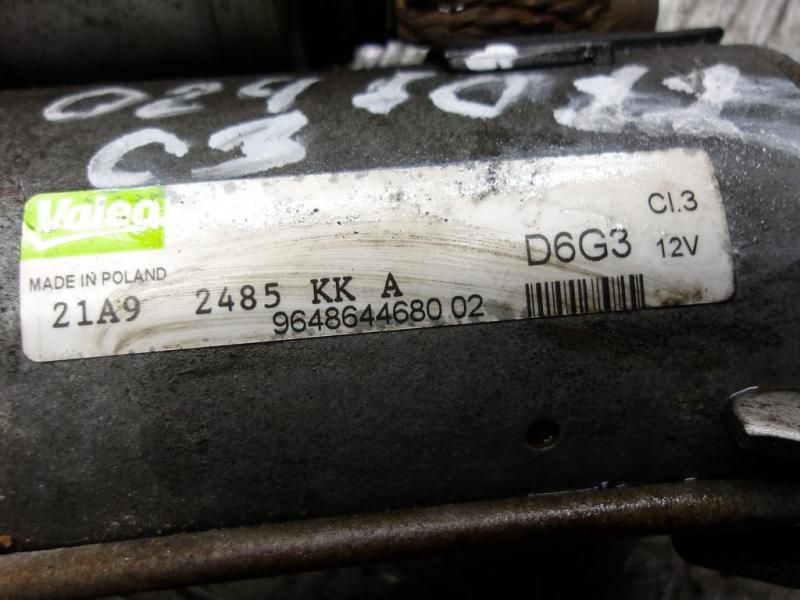 C3
Valeo
Cl.3
D6G3 12V
MADE IN POLAND
21A9 2485 KK A
9648644680 02